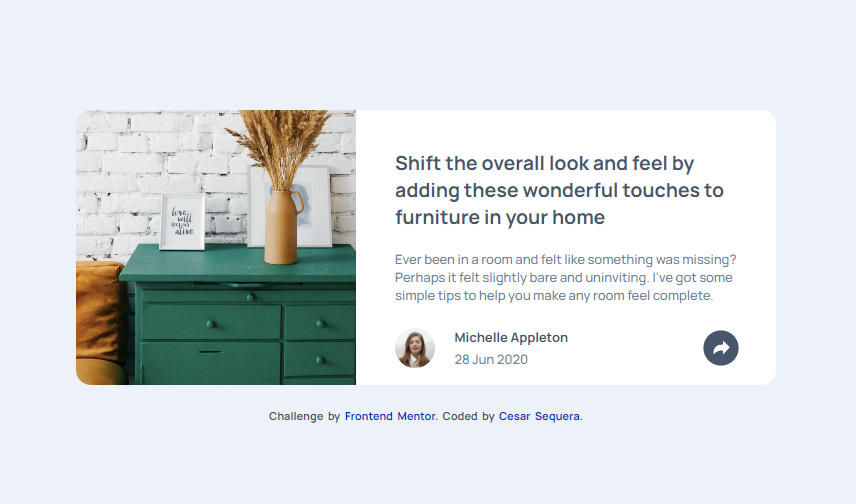 love
will
keep us
alive
Shift the overall look and feel by
adding these wonderful touches to
furniture in your home
Ever been in a room and felt like something was missing?
Perhaps it felt slightly bare and uninviting. I've got some
simple tips to help you make any room feel complete.
Michelle Appleton
28 Jun 2020
Challenge by Frontend Mentor. Coded by Cesar Sequera.